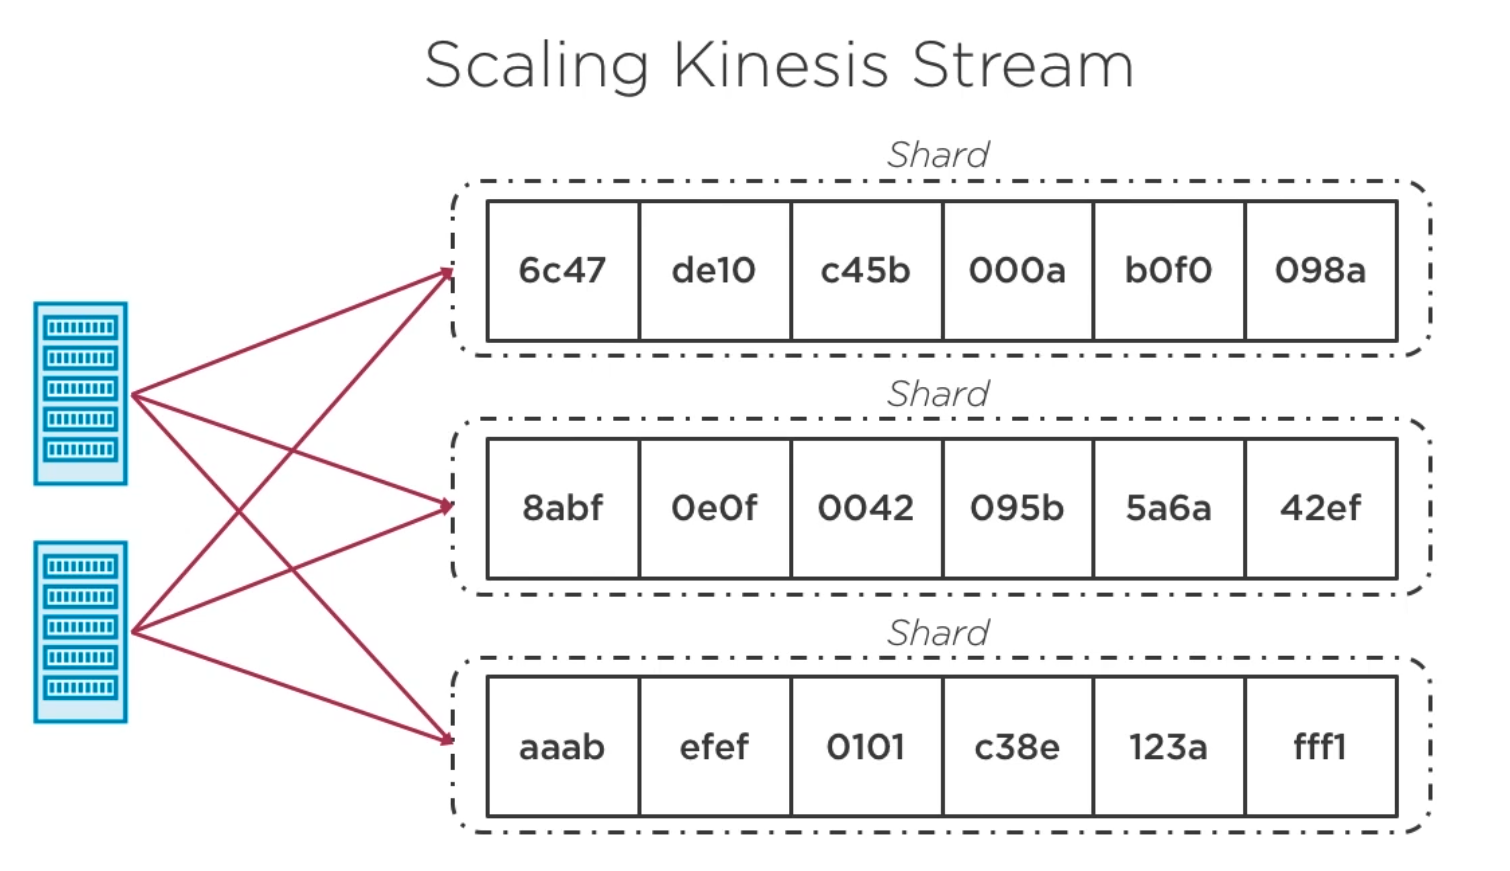 Scaling Kinesis Stream
Shard
6c47 de10 c45b 000a b0f0 098a
Shard
8abf 0e0f 0042 095b 5a6a 42ef
Shard
aaab efef 0101 c38e 123a fff1